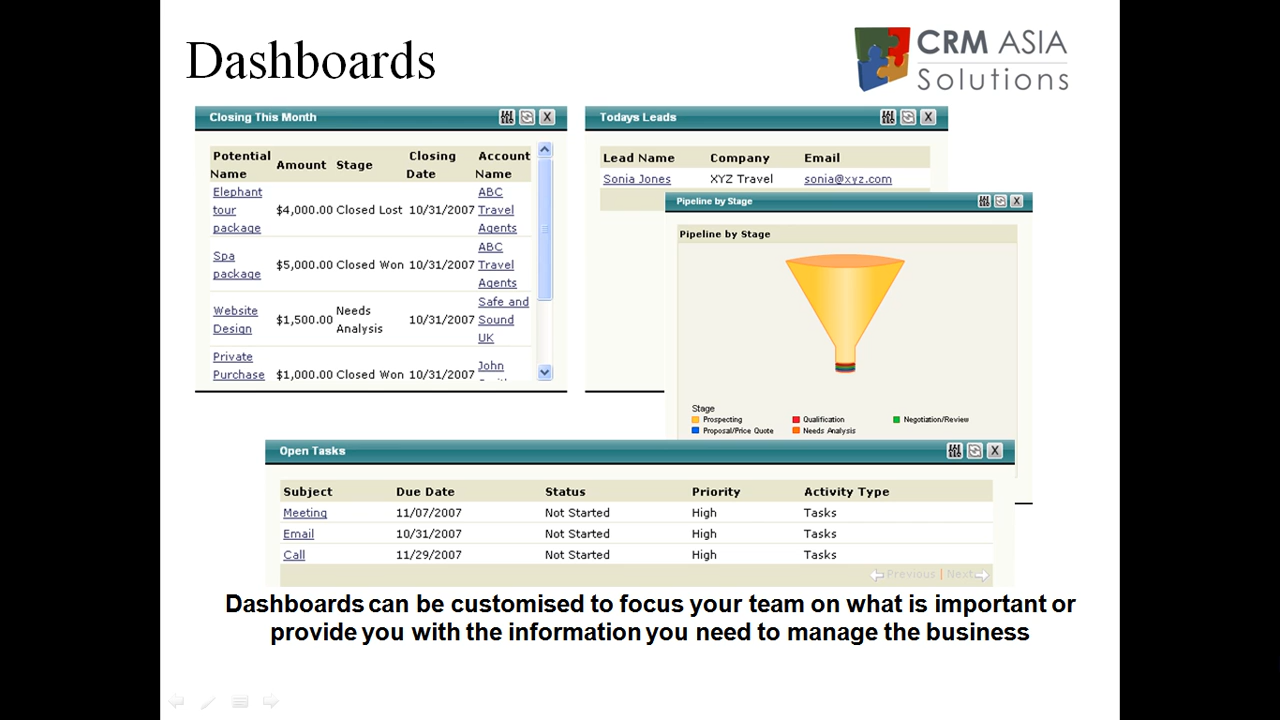 Dashboards
CRM ASIA
Solutions
Closing This Month
Potential Name Amount Stage Closing Date Account Name
Elephant tour package $4,000.00 Closed Lost 10/31/2007 ABC Travel Agents
Spa package $5,000.00 Closed Won 10/31/2007 ABC Travel Agents
Website Design $1,500.00 Needs Analysis 10/31/2007 Safe and Sound UK
Private Purchase $1,000.00 Closed Won 10/31/2007 John
Todays Leads
Lead Name Company Email
Sonia Jones XYZ Travel sonia@xyz.com
Pipeline by Stage
Pipeline by Stage
Stage
Prospecting Qualification Negotiation/Review
Proposal/Price Quote Needs Analysis
Open Tasks
Subject Due Date Status Priority Activity Type
Meeting 11/07/2007 Not Started High Tasks
Email 10/31/2007 Not Started High Tasks
Call 11/29/2007 Not Started High Tasks
Previous | Next
Dashboards can be customised to focus your team on what is important or
provide you with the information you need to manage the business